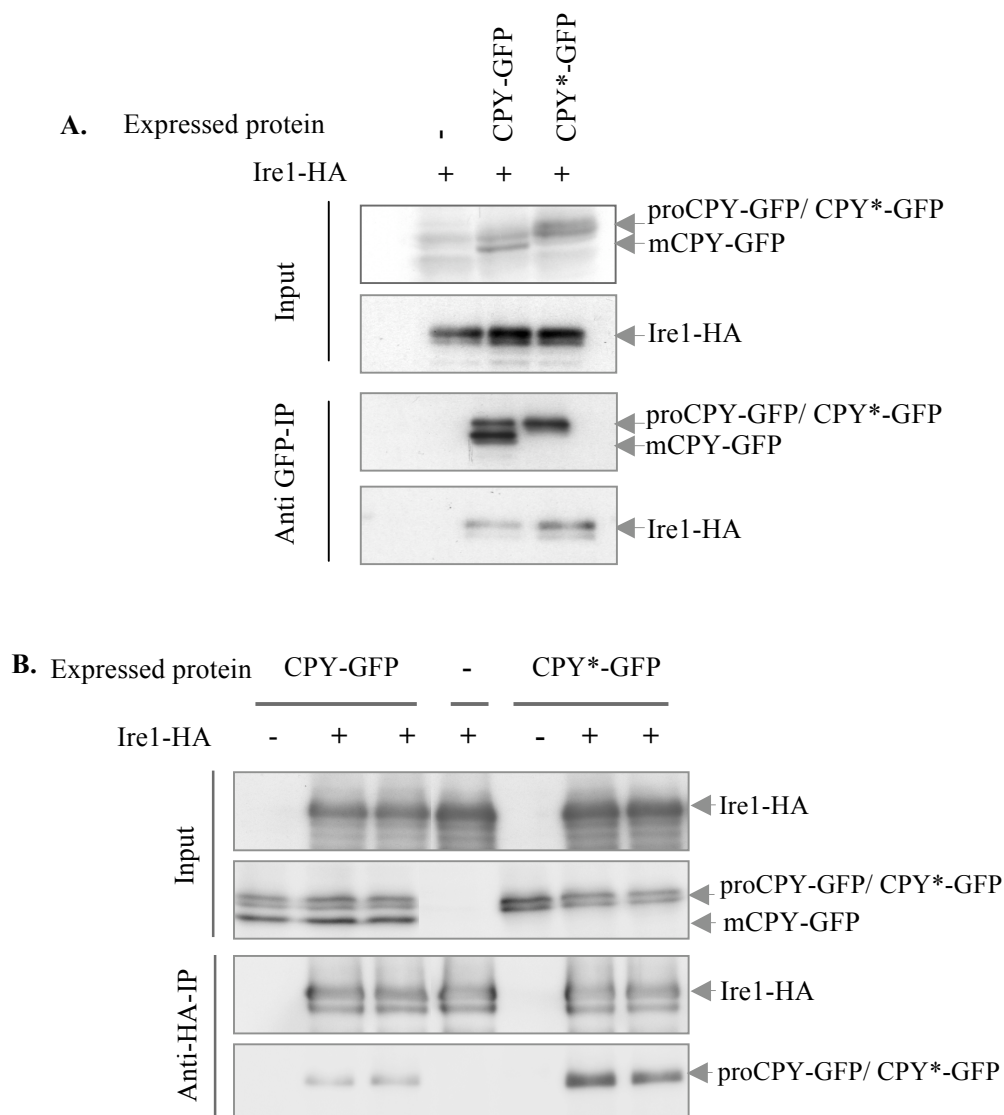 A. Expressed protein - CPY-GFP CPY*-GFP
Ire1-HA + + +
Input
proCPY-GFP/ CPY*-GFP
mCPY-GFP
Ire1-HA
Anti GFP-IP
proCPY-GFP/ CPY*-GFP
mCPY-GFP
Ire1-HA
B. Expressed protein CPY-GFP - CPY*-GFP
Ire1-HA - + + + - + +
Input
Ire1-HA
proCPY-GFP/ CPY*-GFP
mCPY-GFP
Anti-HA-IP
Ire1-HA
proCPY-GFP/ CPY*-GFP